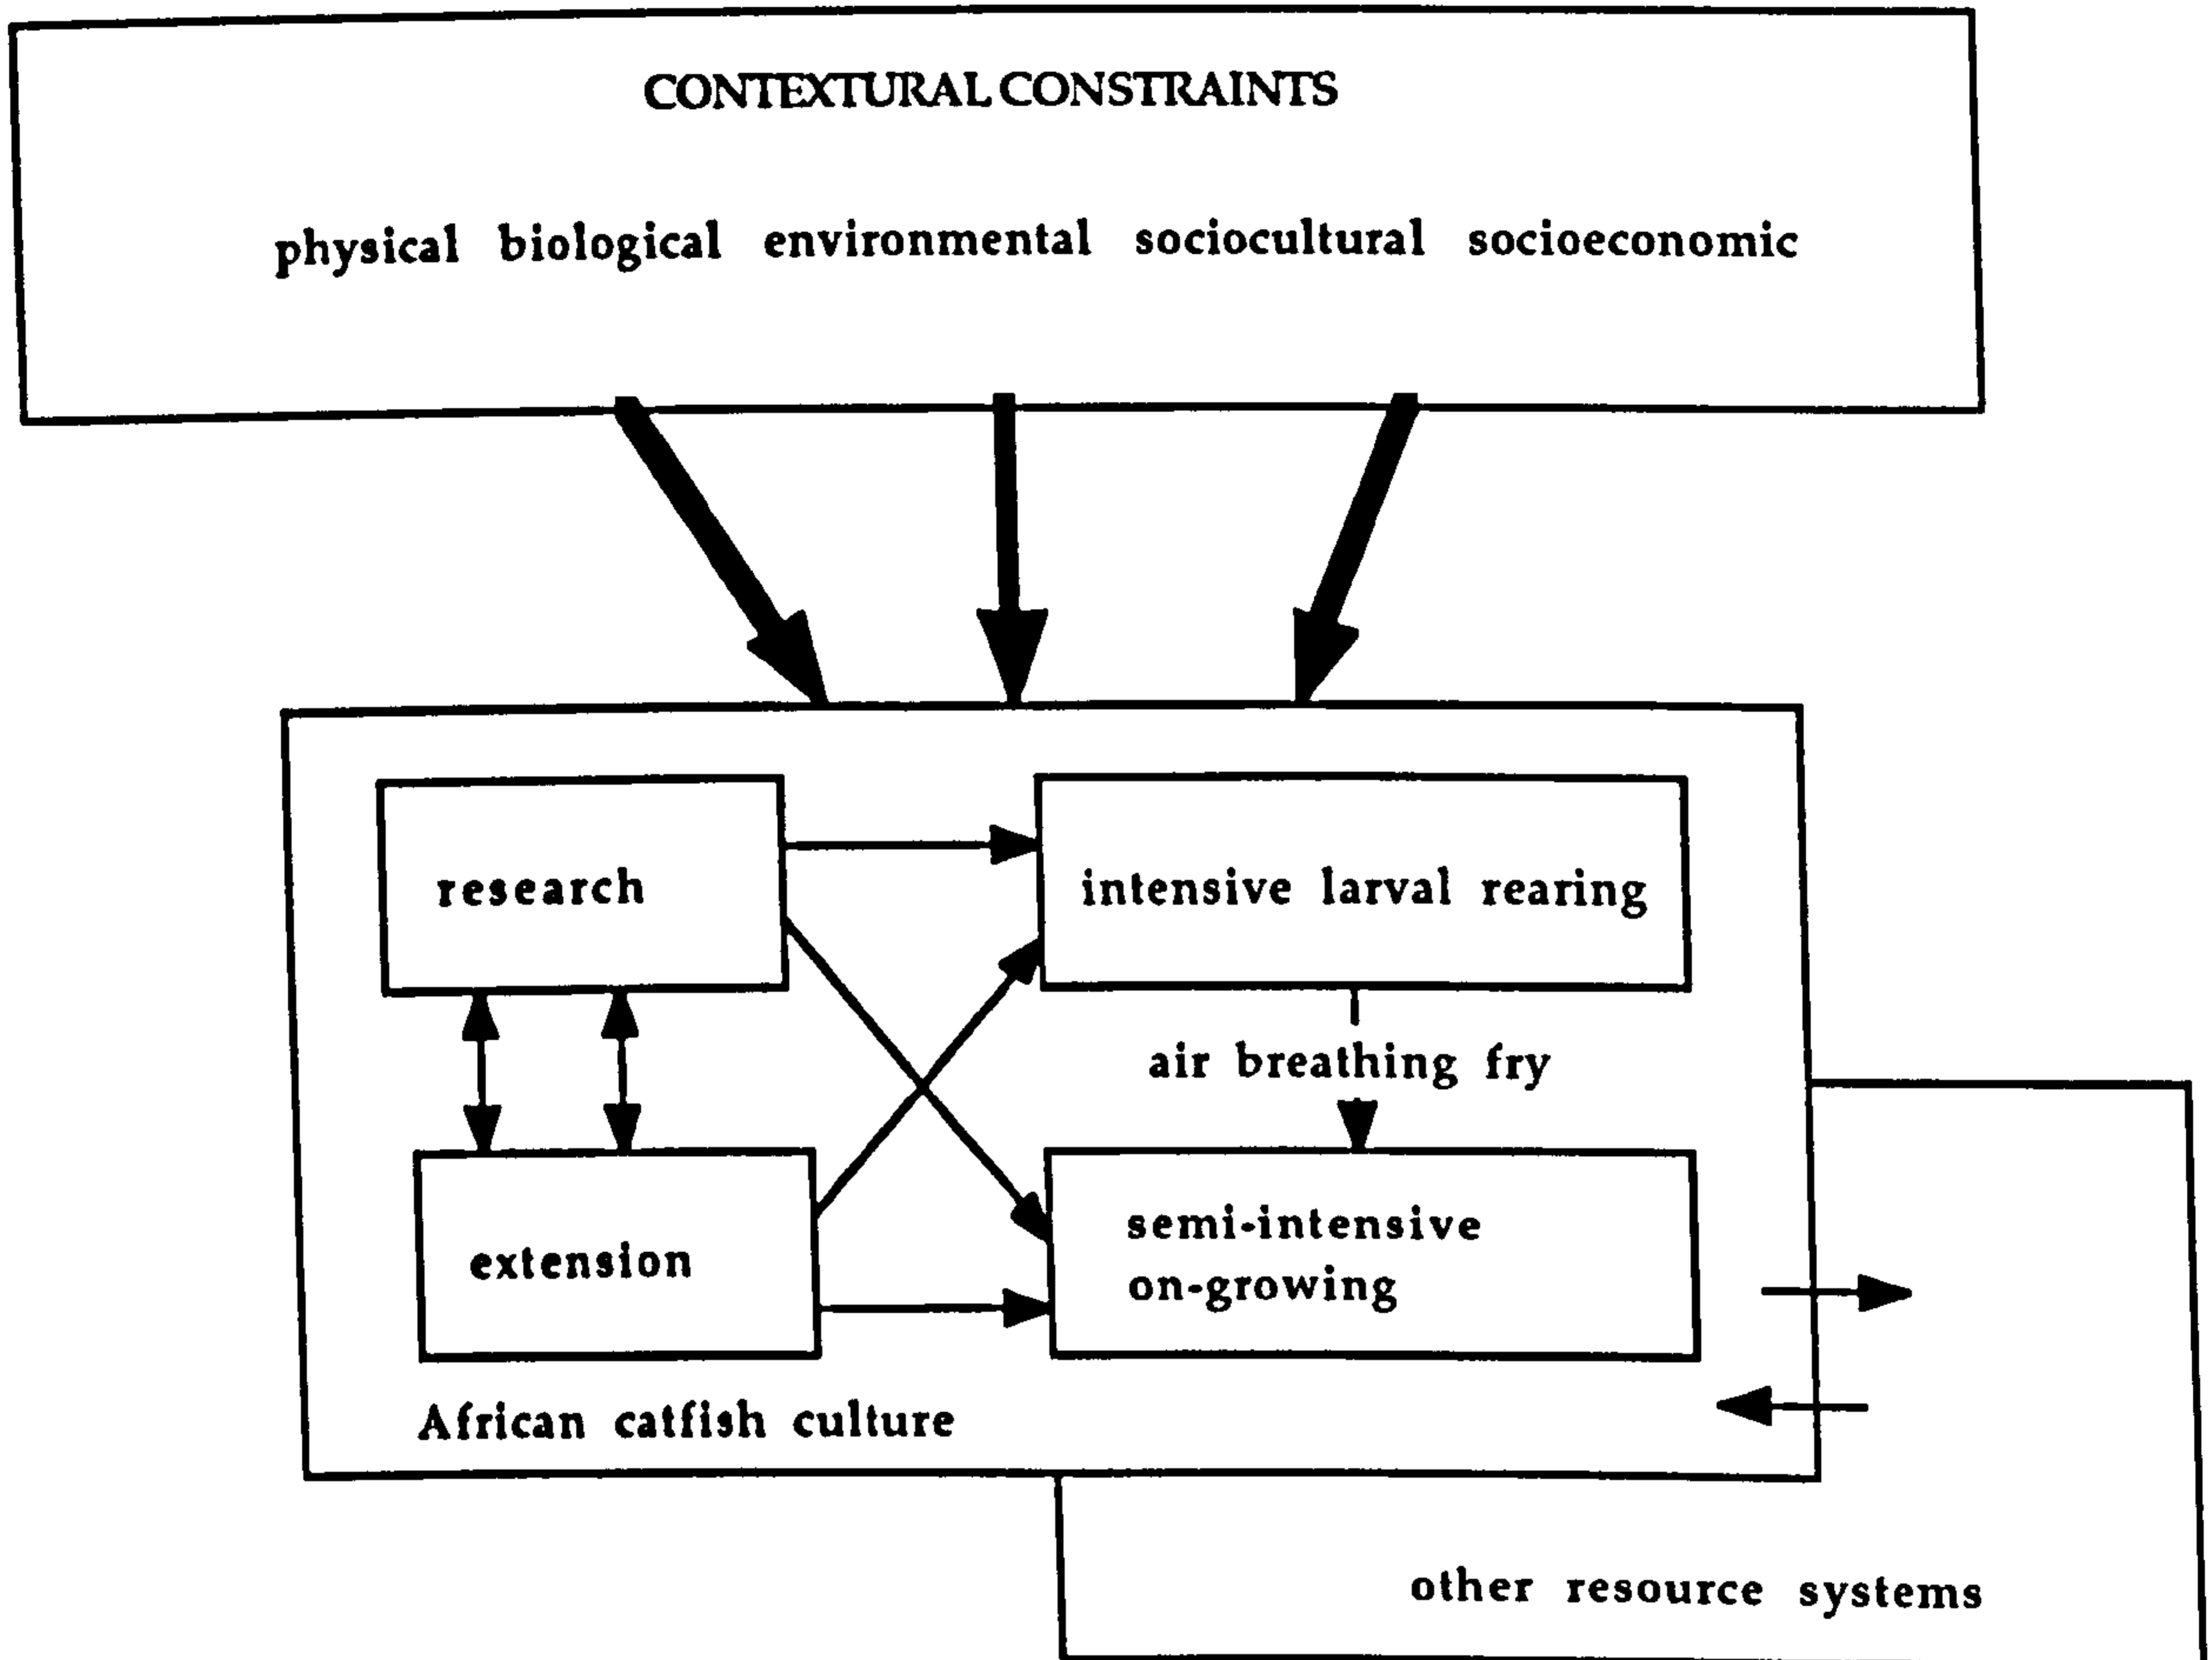 CONTEXTURAL CONSTRAINTS
physical biological environmental sociocultural socioeconomic
research
intensive larval rearing
air breathing fry
extension
semi-intensive
on-growing
African catfish culture
other resource systems